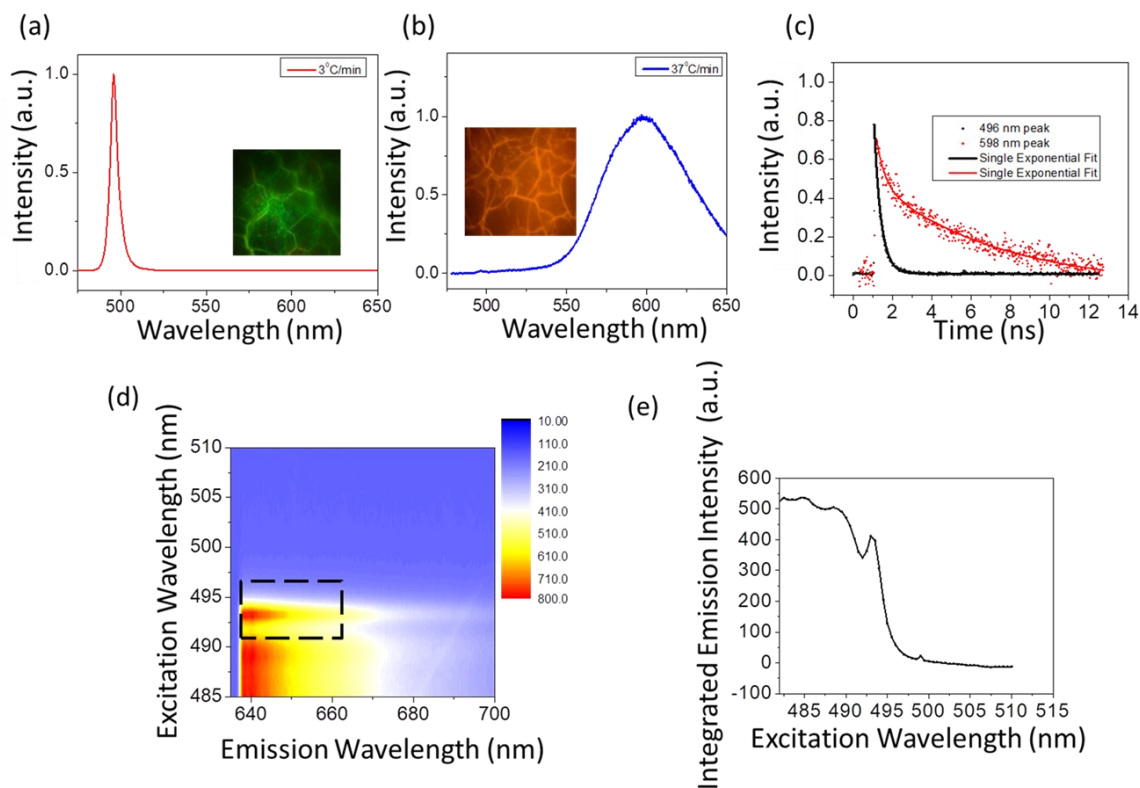 (a)
Intensity (a.u.)
1.0
0.5
0.0
3⁰C/min
500
550
600
650
Wavelength (nm)
(b)
Intensity (a.u.)
1.0
0.5
0.0
37⁰C/min
500
550
600
650
Wavelength (nm)
(c)
Intensity (a.u.)
1.0
0.8
0.6
0.4
0.2
0.0
496 nm peak
598 nm peak
Single Exponential Fit
Single Exponential Fit
0
2
4
6
8
10
12
14
Time (ns)
(d)
Excitation Wavelength (nm)
510
505
500
495
490
485
640
660
680
700
Emission Wavelength (nm)
10.00
110.0
210.0
310.0
410.0
510.0
610.0
710.0
800.0
(e)
Integrated Emission Intensity (a.u.)
600
500
400
300
200
100
0
-100
485
490
495
500
505
510
515
Excitation Wavelength (nm)